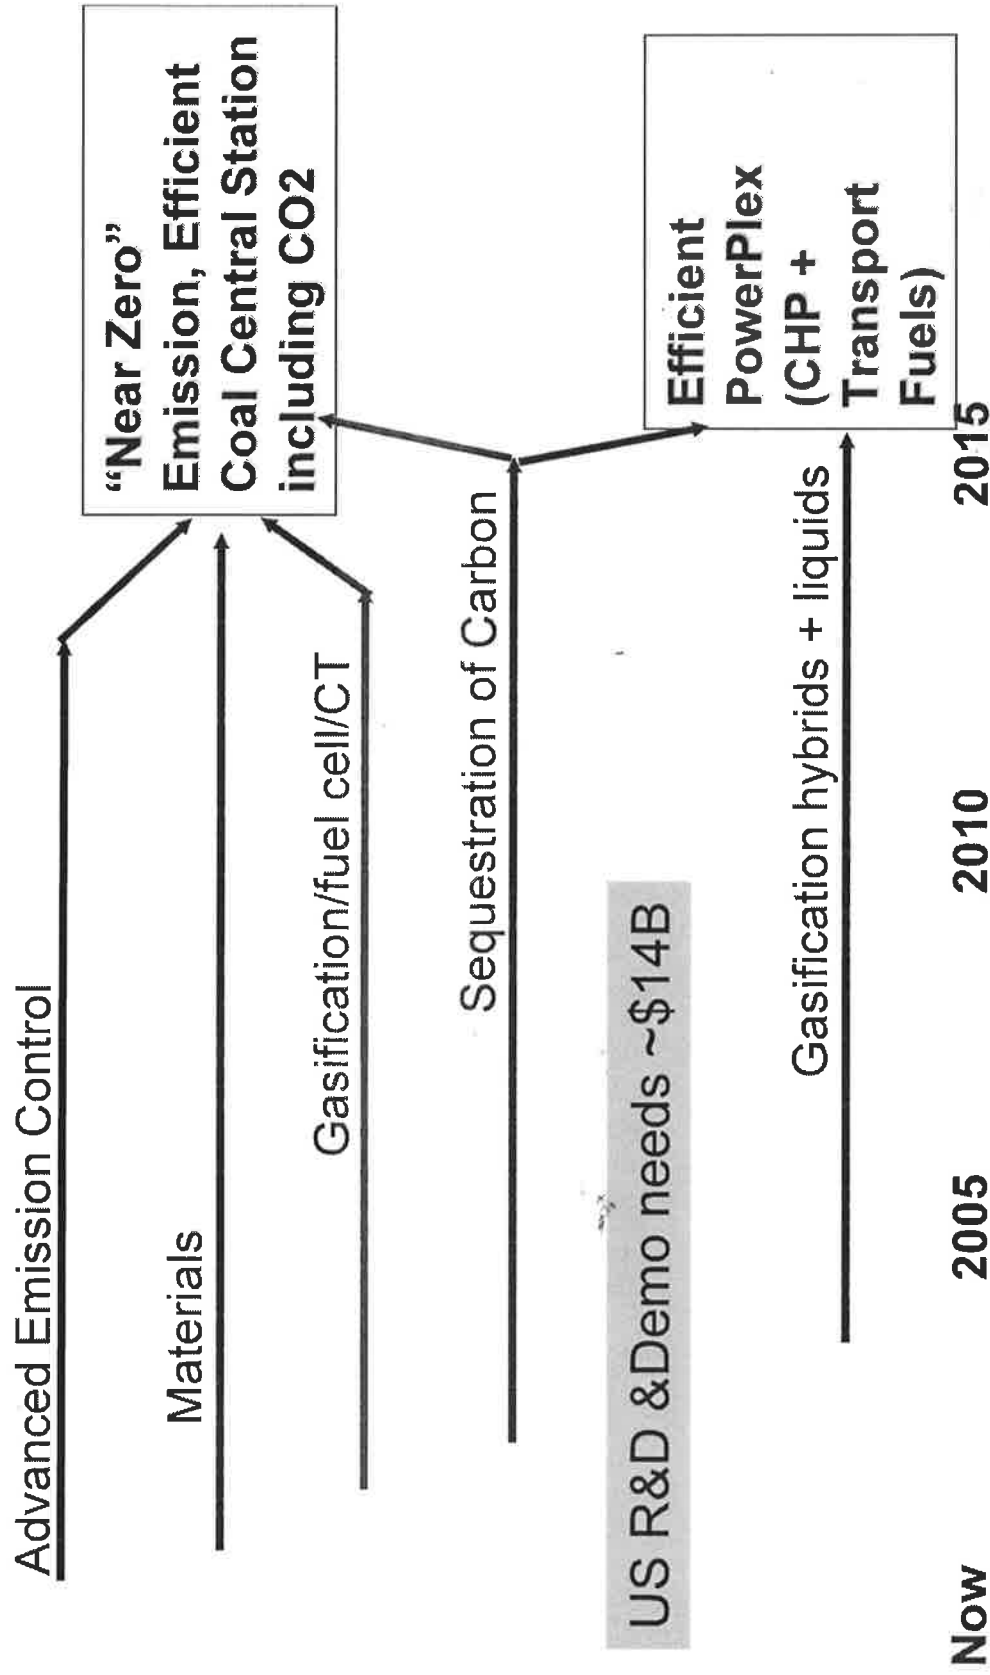 Advanced Emission Control
Materials
Gasification/fuel cell/CT
Sequestration of Carbon
US R&D &Demo needs ~$14B
Gasification hybrids + liquids
“Near Zero”
Emission, Efficient
Coal Central Station
including CO2
Efficient
PowerPlex
(CHP +
Transport
Fuels)
Now
2005
2010
2015